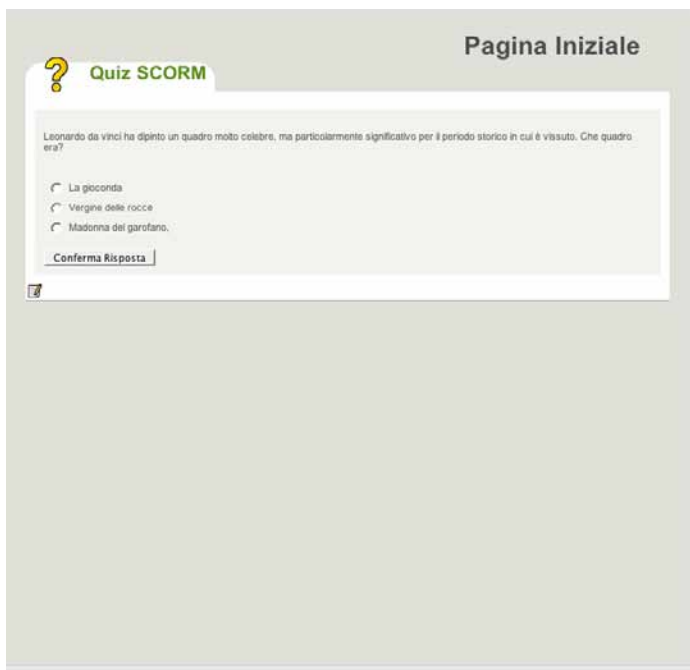 Pagina Iniziale
Quiz SCORM
Leonardo da vinci ha dipinto un quadro molto celebre, ma particolarmente significativo per il periodo storico in cui è vissuto. Che quadro
era?
La gioconda
Vergine delle rocce
Madonna del garofano.
Conferma Risposta